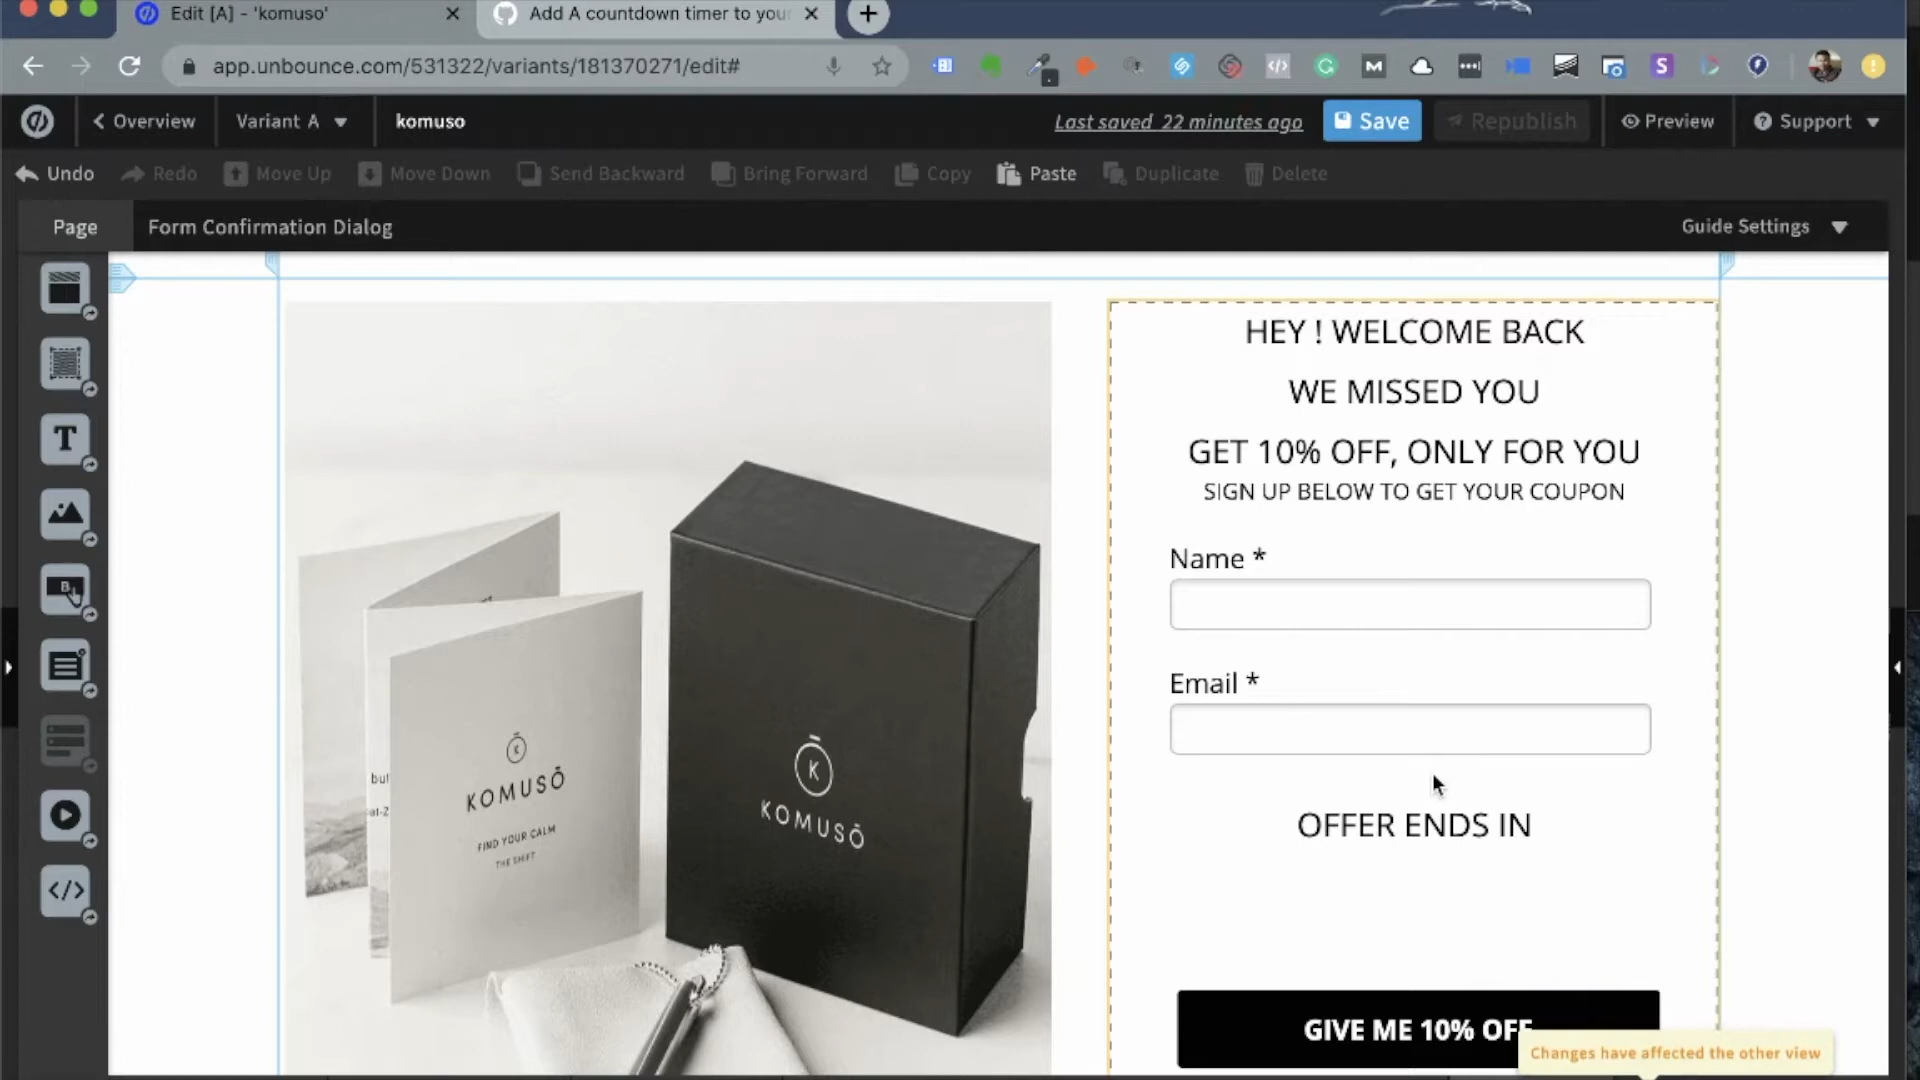 Edit [A] - 'komuso'
Add A countdown timer to you
app.unbounce.com/531322/variants/181370271/edit#
Overview
Variant A
komuso
Last saved 22 minutes ago
Save
Republish
Preview
Support
Undo
Redo
Move Up
Move Down
Send Backward
Bring Forward
Copy
Paste
Duplicate
Delete
Page
Form Confirmation Dialog
Guide Settings
HEY ! WELCOME BACK
WE MISSED YOU
GET 10% OFF, ONLY FOR YOU
SIGN UP BELOW TO GET YOUR COUPON
Name *
Email *
OFFER ENDS IN
GIVE ME 10% OFF
Changes have affected the other view
but
at-Z
K
KOMUSŌ
FIND YOUR CALM
THE SHIFT
K
KOMUSŌ